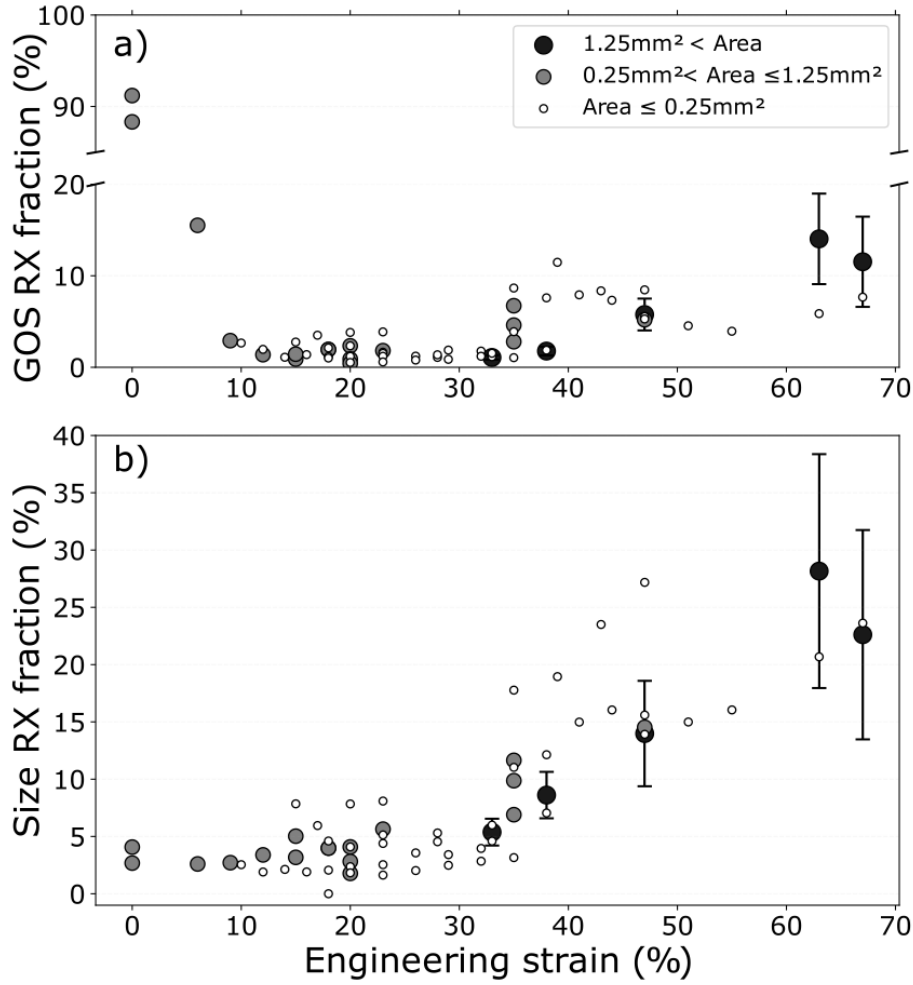 a)
1.25mm² < Area
0.25mm²< Area ≤1.25mm²
Area ≤ 0.25mm²
GOS RX fraction (%)
100
90
20
10
0
0 10 20 30 40 50 60 70
b)
Size RX fraction (%)
40
35
30
25
20
15
10
5
0
0 10 20 30 40 50 60 70
Engineering strain (%)